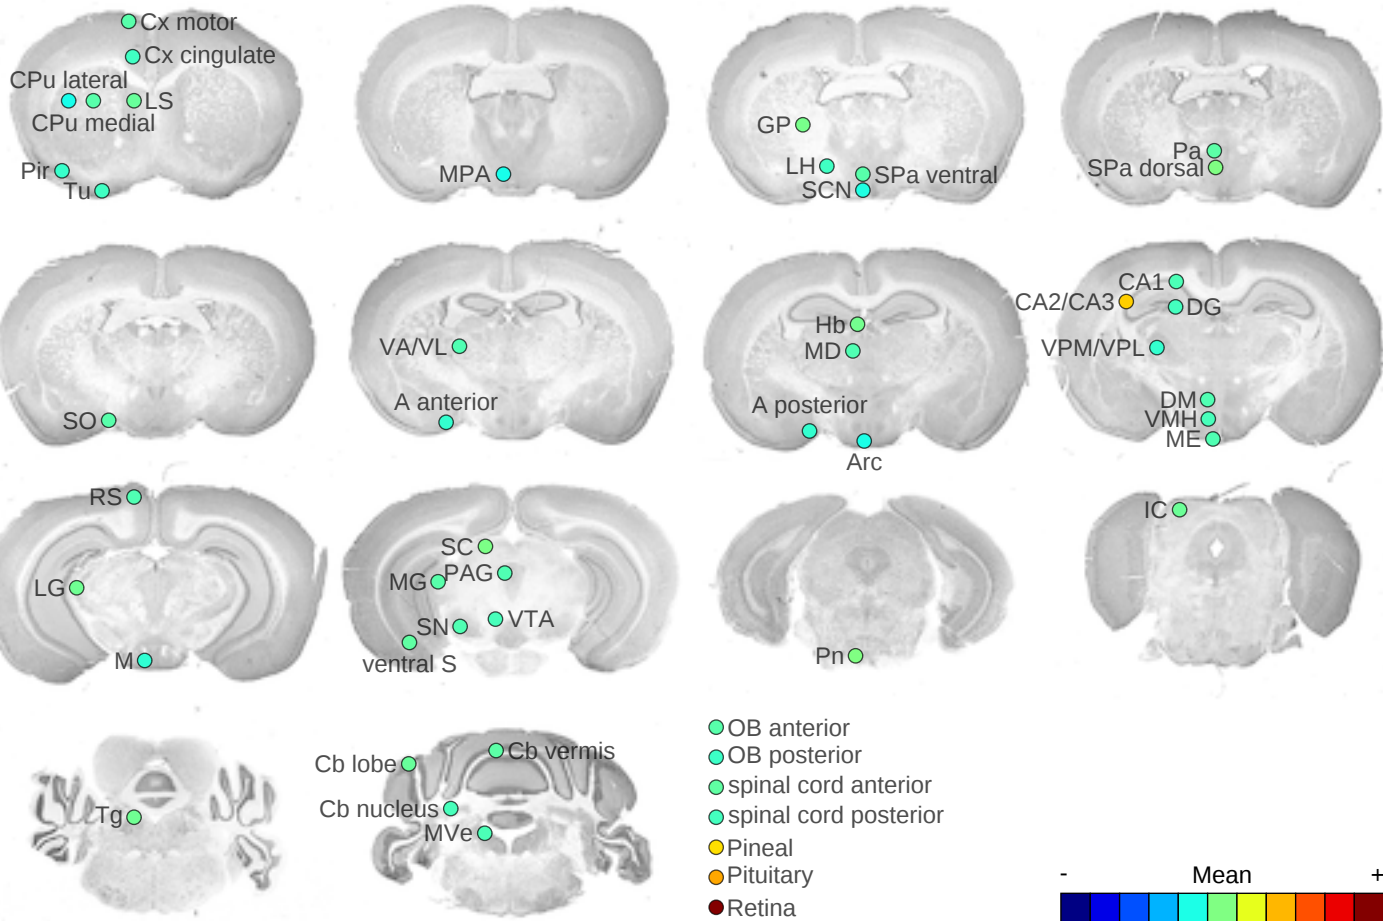 Cx motor
Cx cingulate
CPu lateral
LS
CPu medial
Pir
Tu
MPA
GP
LH
SPa ventral
SCN
Pa
SPa dorsal
SO
VA/VL
A anterior
Hb
MD
A posterior
Arc
CA1
CA2/CA3
DG
VPM/VPL
DM
VMH
ME
RS
LG
M
SC
PAG
MG
VTA
SN
ventral S
Pn
IC
Tg
Cb vermis
Cb lobe
Cb nucleus
MVe
OB anterior
OB posterior
spinal cord anterior
spinal cord posterior
Pineal
Pituitary
Retina
- Mean +